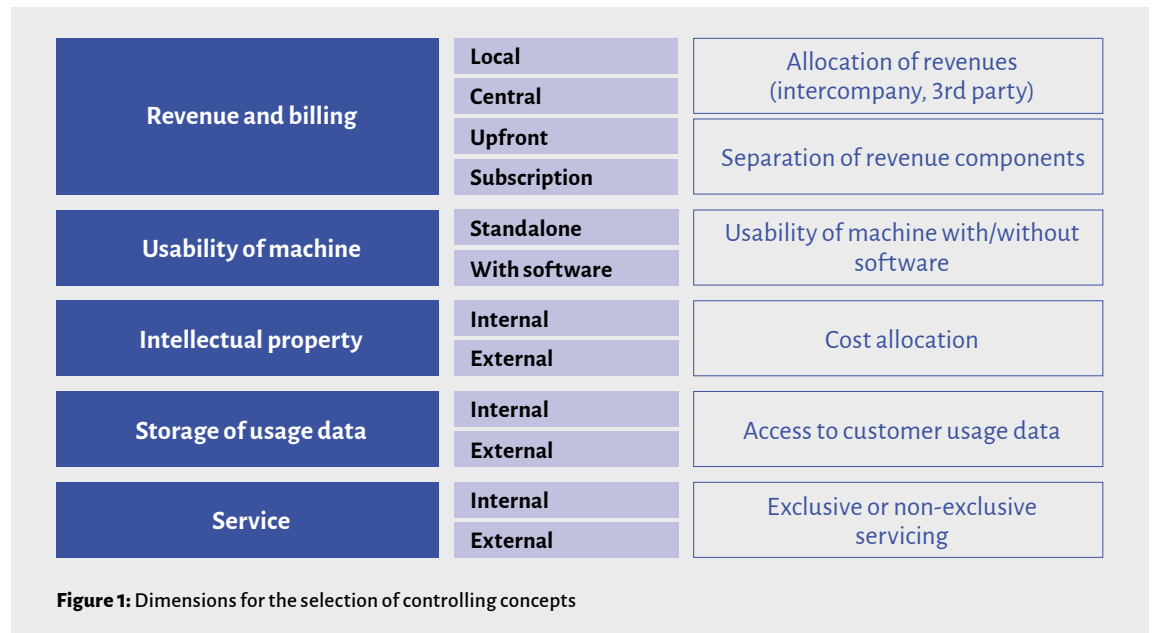 Revenue and billing
Local
Central
Upfront
Subscription
Allocation of revenues
(intercompany, 3rd party)
Separation of revenue components
Usability of machine
Standalone
With software
Usability of machine with/without
software
Intellectual property
Internal
External
Cost allocation
Storage of usage data
Internal
External
Access to customer usage data
Service
Internal
External
Exclusive or non-exclusive
servicing
Figure 1: Dimensions for the selection of controlling concepts